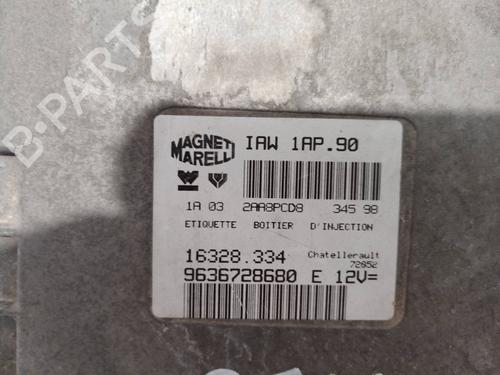 B-PARTS
MAGNETI
MARELLI
IAW 1AP.90
1A 03 2AA8PCD8 345 98
ETIQUETTE BOITIER D'INJECTION
16328.334 Chatellerault
72852
9636728680 E 12V=